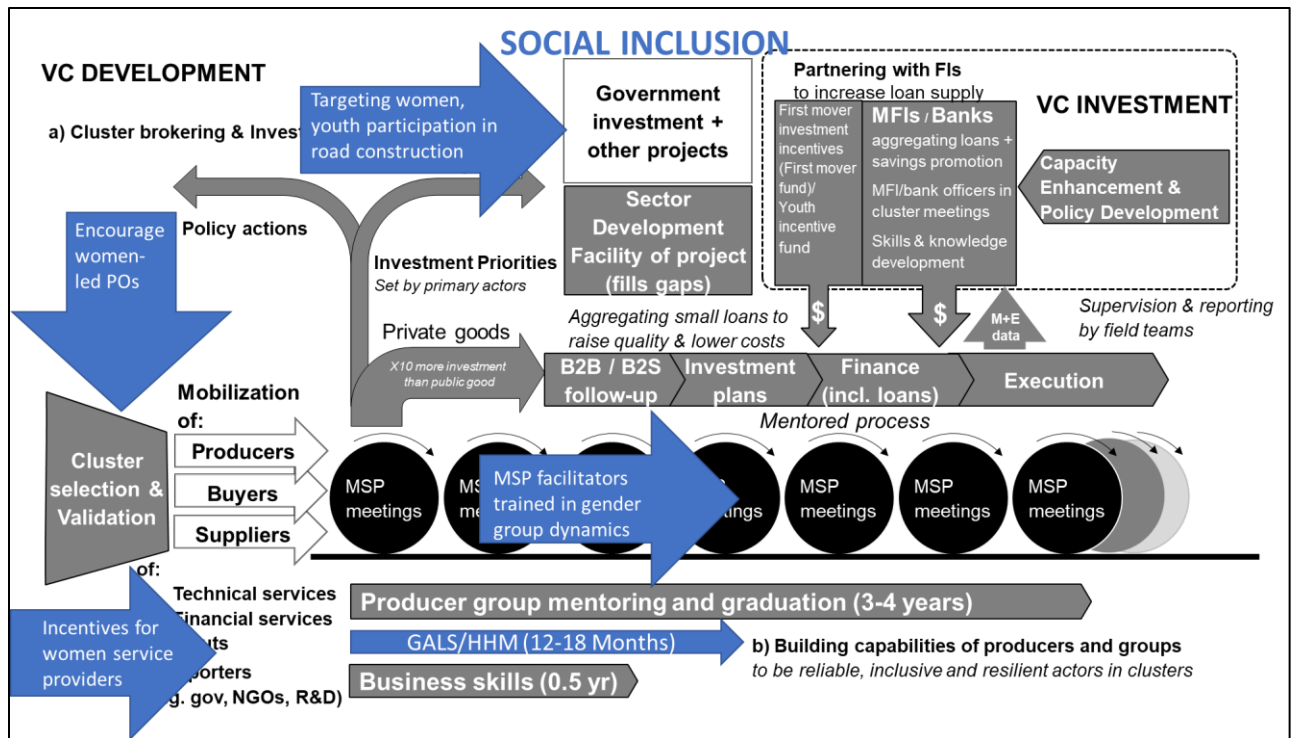 SOCIAL INCLUSION
VC DEVELOPMENT
a) Cluster brokering &
Targeting women,
youth participation in
road construction
Government
investment +
other projects
Partnering with FIs
to increase loan supply
VC INVESTMENT
First mover
investment
incentives
(First mover
fund)/
Youth
incentive
fund
MFIs / Banks
aggregating loans +
savings promotion
MFI/bank officers in
cluster meetings
Skills & knowledge
development
Capacity
Enhancement &
Policy Development
Encourage
women-
led POs
Policy actions
Investment Priorities
Set by primary actors
Sector
Development
Facility of project
(fills gaps)
Private goods
X10 more investment
than public good
Aggregating small loans to
raise quality & lower costs
$
$
M+E
data
Supervision & reporting
by field teams
B2B / B2S
follow-up
Investment
plans
Finance
(incl. loans)
Execution
Mentored process
Cluster
selection &
Validation
Mobilization
of:
Producers
Buyers
Suppliers
MSP
meetings
MSP facilitators
trained in gender
group dynamics
MSP
meetings
MSP
meetings
MSP
meetings
of:
Technical services
Financial services
Incentives for
women service
providers
gov, NGOs, R&D)
Producer group mentoring and graduation (3-4 years)
GALS/HHM (12-18 Months)
Business skills (0.5 yr)
b) Building capabilities of producers and groups
to be reliable, inclusive and resilient actors in clusters